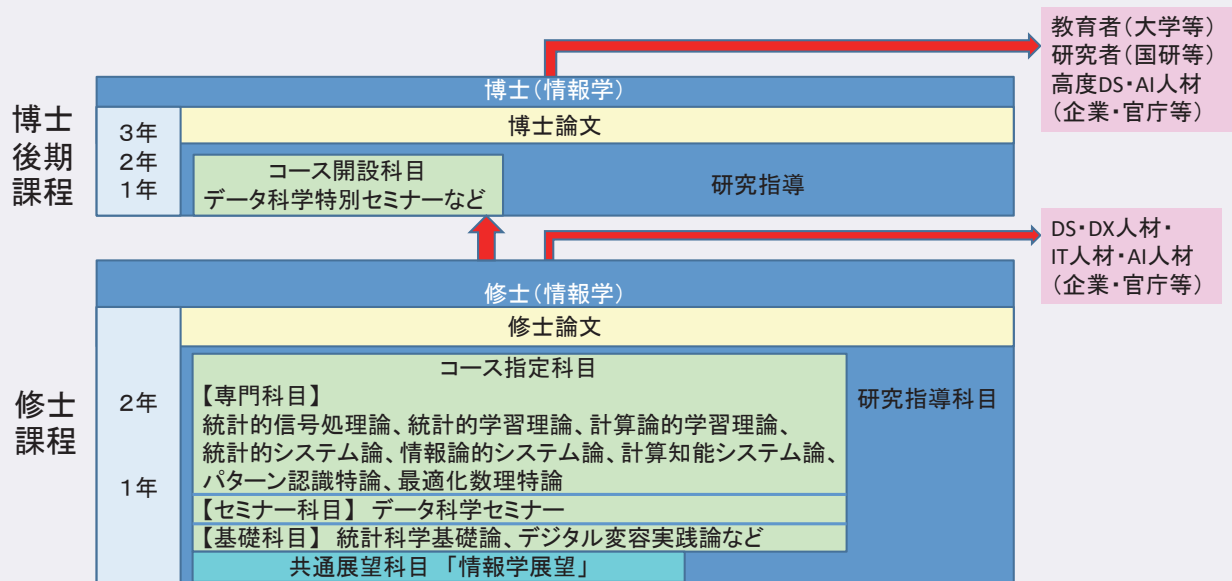 教育者(大学等)
研究者(国研等)
高度DS・AI人材
(企業・官庁等)
博士(情報学)
博士
後期
課程
3年
2年
1年
博士論文
コース開設科目
データ科学特別セミナーなど
研究指導
DS・DX人材・
IT人材・AI人材
(企業・官庁等)
修士(情報学)
修士
課程
2年
1年
修士論文
コース指定科目
【専門科目】
統計的信号処理論、統計的学習理論、計算論的学習理論、
統計的システム論、情報論的システム論、計算知能システム論、
パターン認識特論、最適化数理特論
【セミナー科目】 データ科学セミナー
【基礎科目】 統計科学基礎論、デジタル変容実践論など
共通展望科目 「情報学展望」
研究指導科目